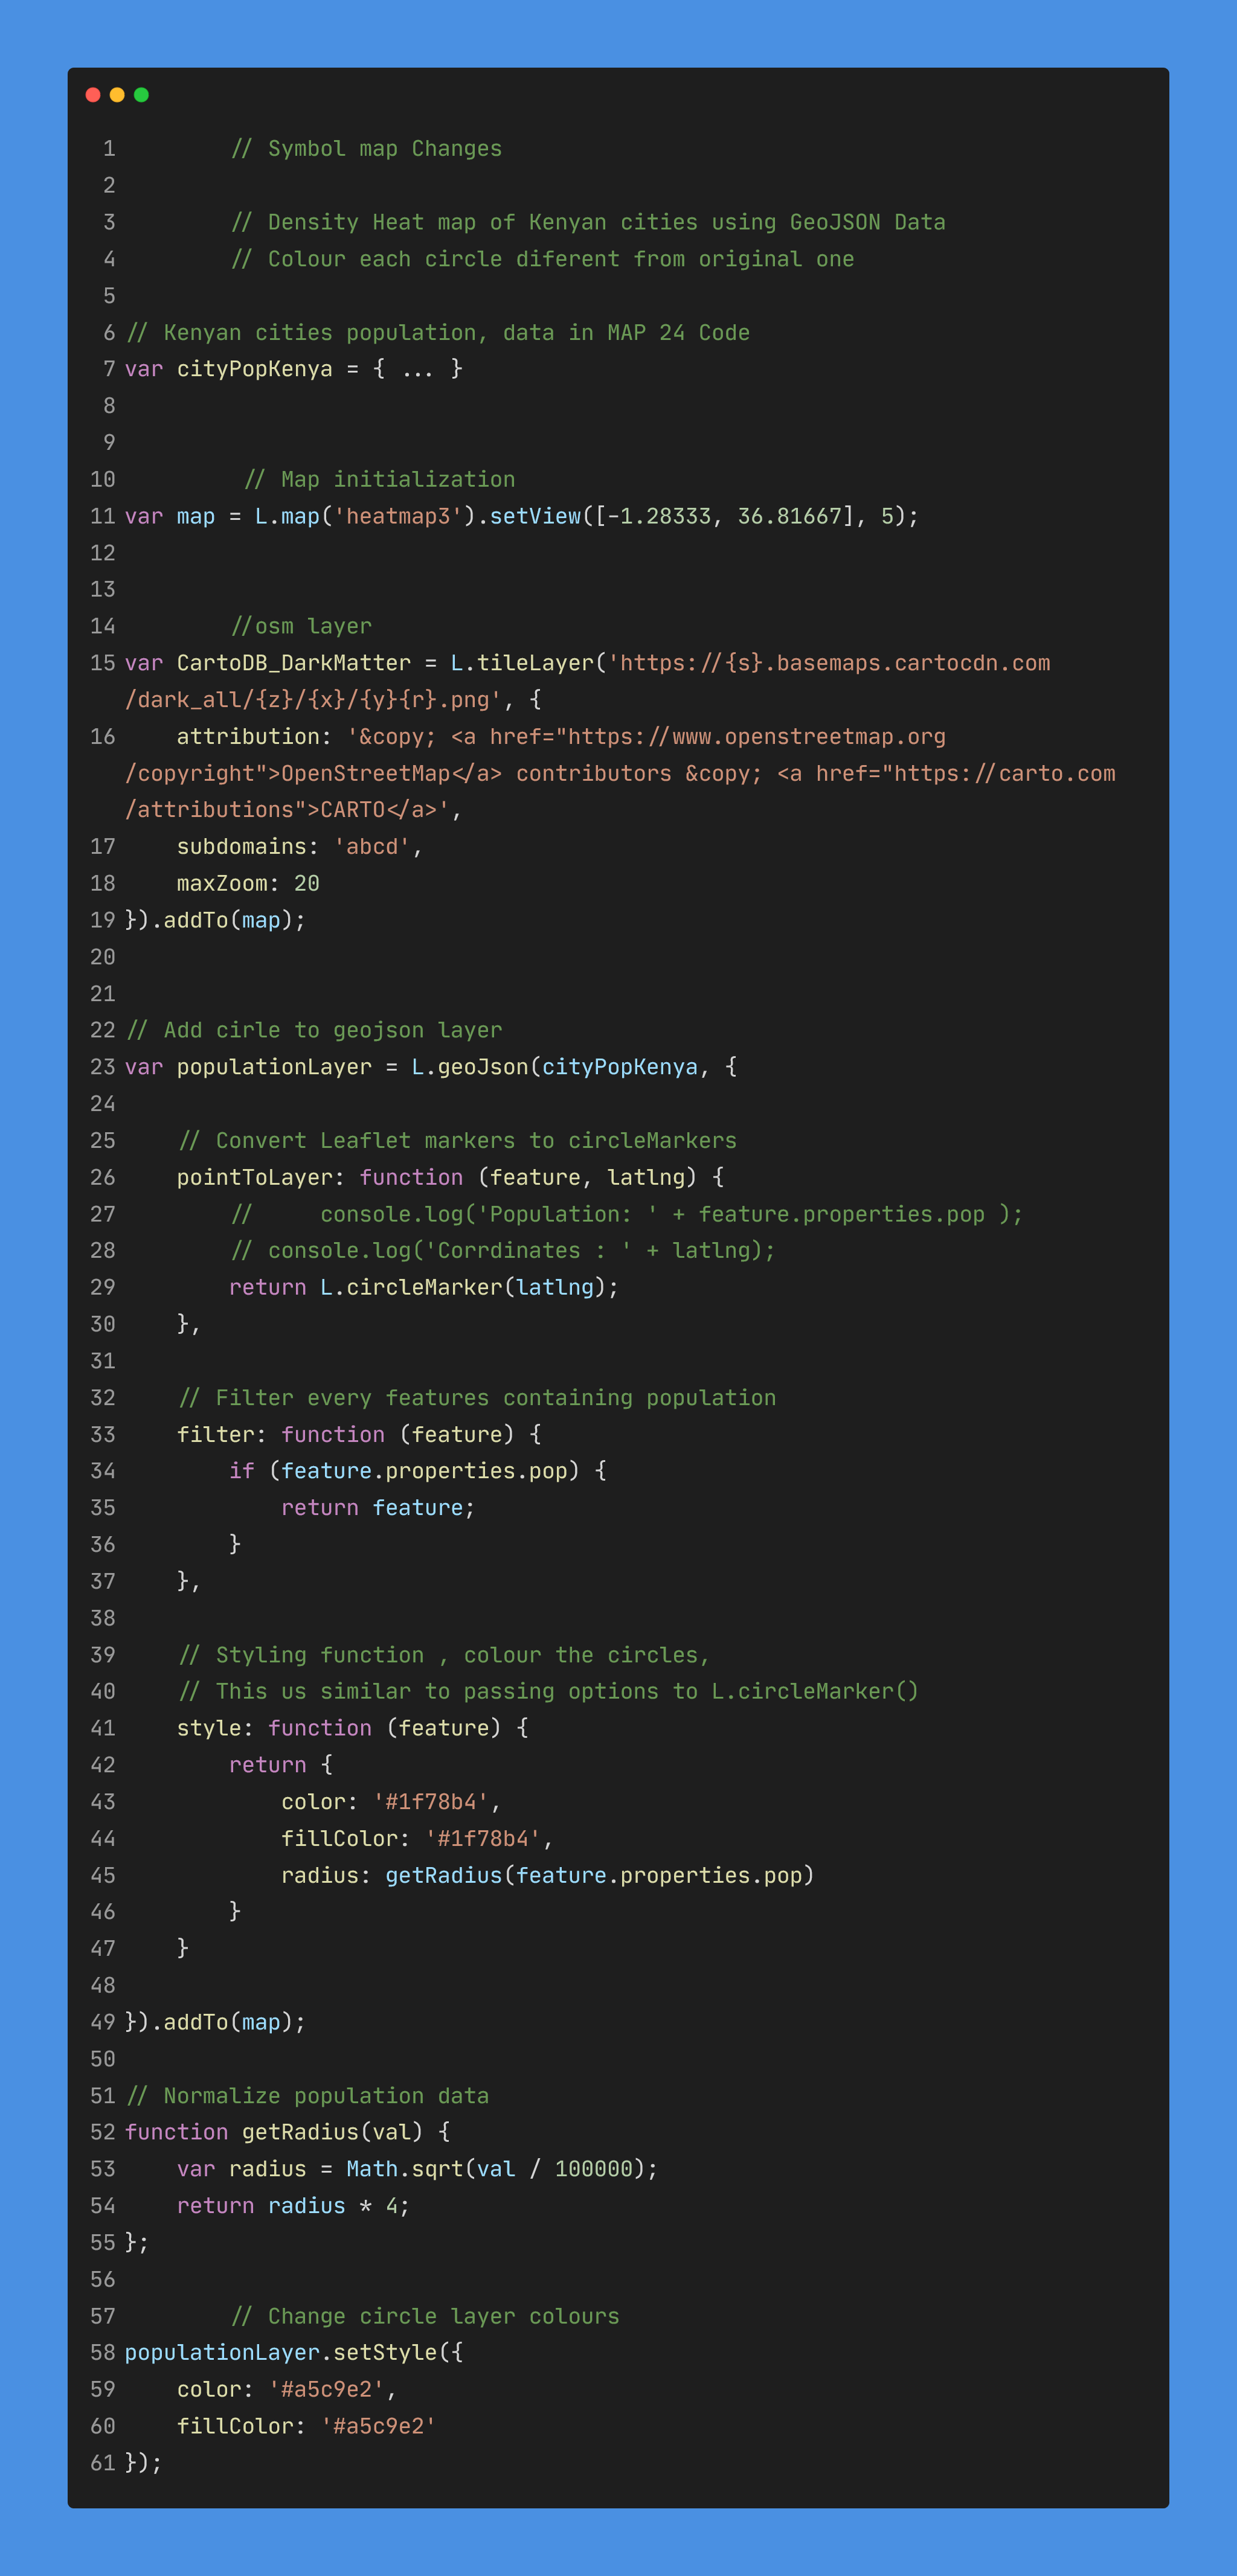 1         // Symbol map Changes
2
3         // Density Heat map of Kenyan cities using GeoJSON Data
4         // Colour each circle diferent from original one
5
6 // Kenyan cities population, data in MAP 24 Code
7 var cityPopKenya = { ... }
8
9
10         // Map initialization
11 var map = L.map('heatmap3').setView([-1.28333, 36.81667], 5);
12
13
14         //osm layer
15 var CartoDB_DarkMatter = L.tileLayer('https://{s}.basemaps.cartocdn.com
/dark_all/{z}/{x}/{y}{r}.png', {
16     attribution: '&copy; <a href="https://www.openstreetmap.org
/copyright">OpenStreetMap</a> contributors &copy; <a href="https://carto.com
/attributions">CARTO</a>',
17     subdomains: 'abcd',
18     maxZoom: 20
19 }).addTo(map);
20
21
22 // Add cirle to geojson layer
23 var populationLayer = L.geoJson(cityPopKenya, {
24
25     // Convert Leaflet markers to circleMarkers
26     pointToLayer: function (feature, latlng) {
27         //     console.log('Population: ' + feature.properties.pop );
28         // console.log('Corrdinates : ' + latlng);
29         return L.circleMarker(latlng);
30     },
31
32     // Filter every features containing population
33     filter: function (feature) {
34         if (feature.properties.pop) {
35             return feature;
36         }
37     },
38
39     // Styling function , colour the circles,
40     // This us similar to passing options to L.circleMarker()
41     style: function (feature) {
42         return {
43             color: '#1f78b4',
44             fillColor: '#1f78b4',
45             radius: getRadius(feature.properties.pop)
46         }
47     }
48
49 }).addTo(map);
50
51 // Normalize population data
52 function getRadius(val) {
53     var radius = Math.sqrt(val / 100000);
54     return radius * 4;
55 };
56
57         // Change circle layer colours
58 populationLayer.setStyle({
59     color: '#a5c9e2',
60     fillColor: '#a5c9e2'
61 });